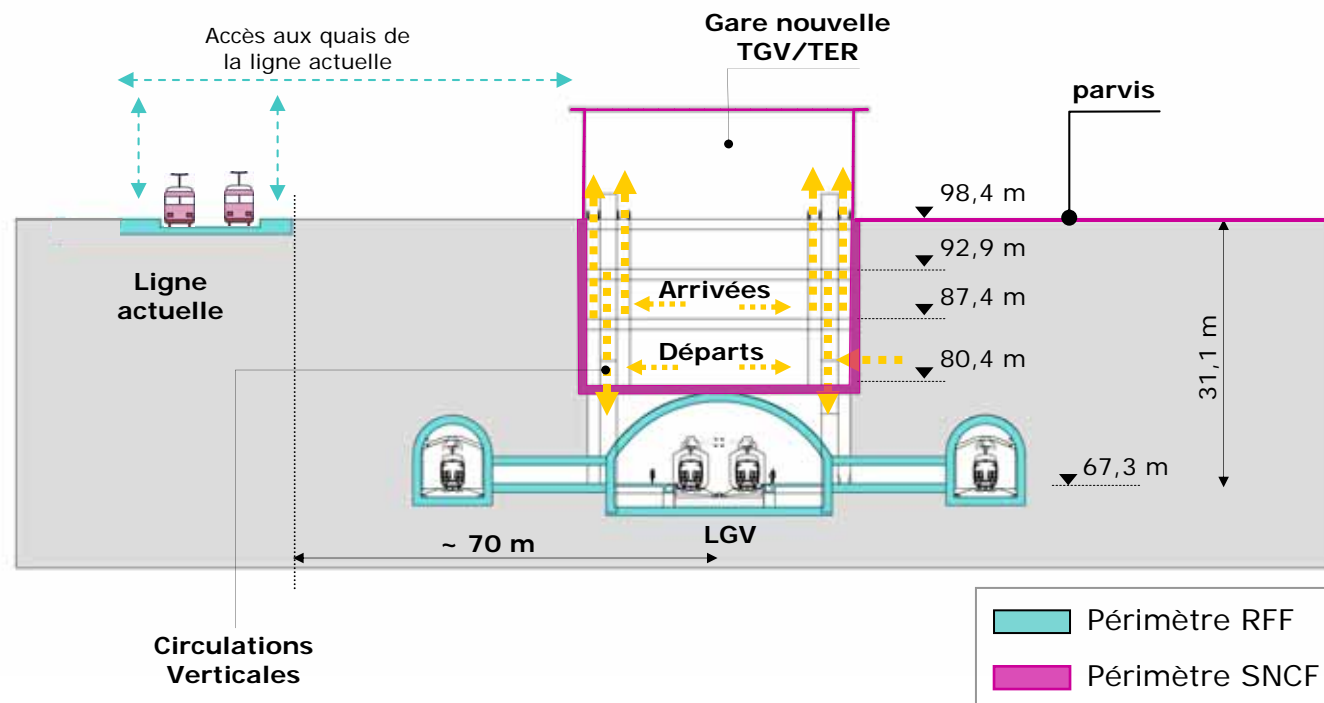 Accès aux quais de
la ligne actuelle
Gare nouvelle
TGV/TER
parvis
98,4 m
92,9 m
87,4 m
80,4 m
67,3 m
31,1 m
Ligne
actuelle
Arrivées
Départs
LGV
~ 70 m
Circulations
Verticales
Périmètre RFF
Périmètre SNCF